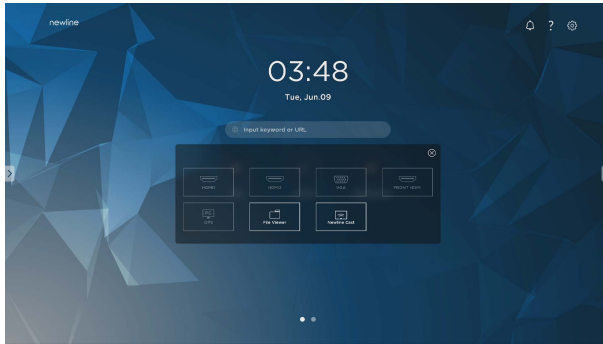 newline
?
03:48
Tue, Jun.09
Input keyword or URL
HDMI1 HDMI2 VGA FRONT HDMI
OPS File Viewer Newline Cast